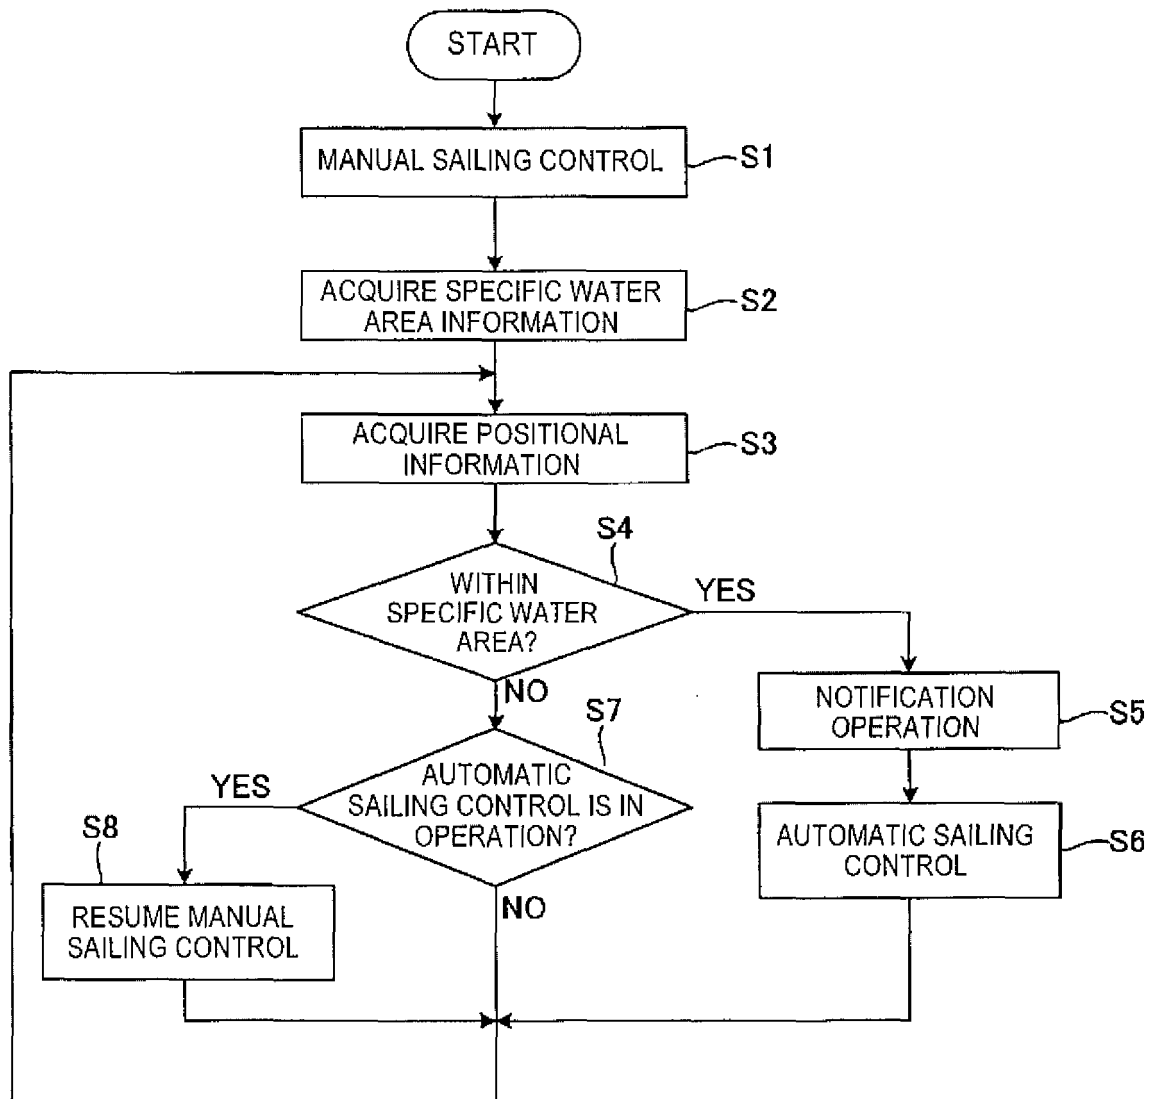 START
MANUAL SAILING CONTROL
S1
ACQUIRE SPECIFIC WATER
AREA INFORMATION
S2
ACQUIRE POSITIONAL
INFORMATION
S3
S4
WITHIN
SPECIFIC WATER
AREA?
YES
NO
NOTIFICATION
OPERATION
S5
S7
AUTOMATIC
SAILING CONTROL IS IN
OPERATION?
YES
NO
AUTOMATIC SAILING
CONTROL
S6
S8
RESUME MANUAL
SAILING CONTROL